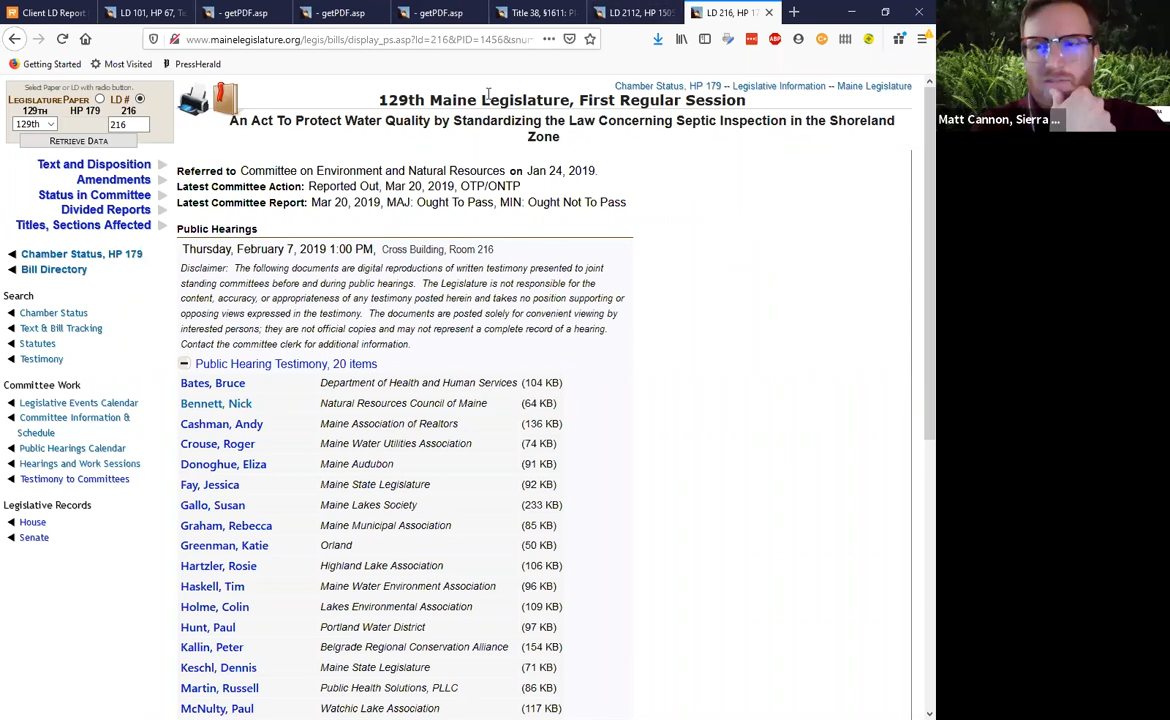 Client LD Report
LD 101, HP 67, Te
- getPDF.asp
- getPDF.asp
- getPDF.asp
Title 38, §1611: P
LD 2112, HP 150
LD 216, HP 17
www.mainelegislature.org/legis/bills/display_ps.asp?ld=216&PID=1456&snum
Getting Started
Most Visited
PressHerald
Matt Cannon, Sierra ...
Select Paper or LD with radio button.
LEGISLATURE PAPER LD #
129TH HP 179 216
129th 216
RETRIEVE DATA
Text and Disposition
Amendments
Status in Committee
Divided Reports
Titles, Sections Affected
Chamber Status, HP 179
Bill Directory
Search
Chamber Status
Text & Bill Tracking
Statutes
Testimony
Committee Work
Legislative Events Calendar
Committee Information &
Schedule
Public Hearings Calendar
Hearings and Work Sessions
Testimony to Committees
Legislative Records
House
Senate
Chamber Status, HP 179 -- Legislative Information -- Maine Legislature
129th Maine Legislature, First Regular Session
An Act To Protect Water Quality by Standardizing the Law Concerning Septic Inspection in the Shoreland
Zone
Referred to Committee on Environment and Natural Resources on Jan 24, 2019.
Latest Committee Action: Reported Out, Mar 20, 2019, OTP/ONTP
Latest Committee Report: Mar 20, 2019, MAJ: Ought To Pass, MIN: Ought Not To Pass
Public Hearings
Thursday, February 7, 2019 1:00 PM, Cross Building, Room 216
Disclaimer: The following documents are digital reproductions of written testimony presented to joint
standing committees before and during public hearings. The Legislature is not responsible for the
content, accuracy, or appropriateness of any testimony posted herein and takes no position supporting or
opposing views expressed in the testimony. The documents are posted solely for convenient viewing by
interested persons; they are not official copies and may not represent a complete record of a hearing.
Contact the committee clerk for additional information.
Public Hearing Testimony, 20 items
Bates, Bruce Department of Health and Human Services (104 KB)
Bennett, Nick Natural Resources Council of Maine (64 KB)
Cashman, Andy Maine Association of Realtors (136 KB)
Crouse, Roger Maine Water Utilities Association (74 KB)
Donoghue, Eliza Maine Audubon (91 KB)
Fay, Jessica Maine State Legislature (92 KB)
Gallo, Susan Maine Lakes Society (233 KB)
Graham, Rebecca Maine Municipal Association (85 KB)
Greenman, Katie Orland (50 KB)
Hartzler, Rosie Highland Lake Association (106 KB)
Haskell, Tim Maine Water Environment Association (96 KB)
Holme, Colin Lakes Environmental Association (109 KB)
Hunt, Paul Portland Water District (97 KB)
Kallin, Peter Belgrade Regional Conservation Alliance (154 KB)
Keschl, Dennis Maine State Legislature (71 KB)
Martin, Russell Public Health Solutions, PLLC (86 KB)
McNulty, Paul Watchic Lake Association (117 KB)